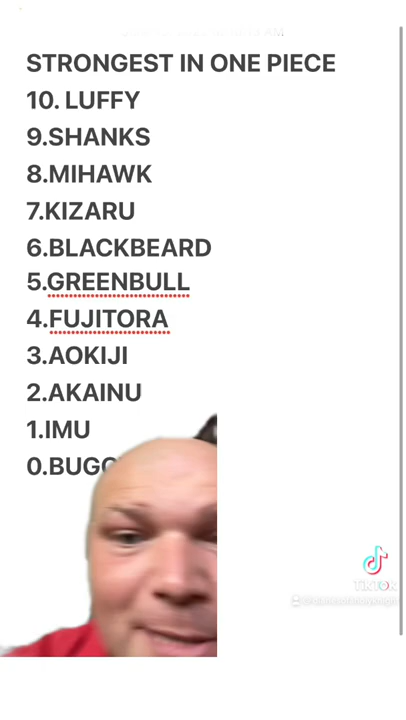 STRONGEST IN ONE PIECE
10. LUFFY
9.SHANKS
8.MIHAWK
7.KIZARU
6.BLACKBEARD
5.GREENBULL
4.FUJITORA
3.AOKIJI
2.AKAINU
1.IMU
TIKTOK